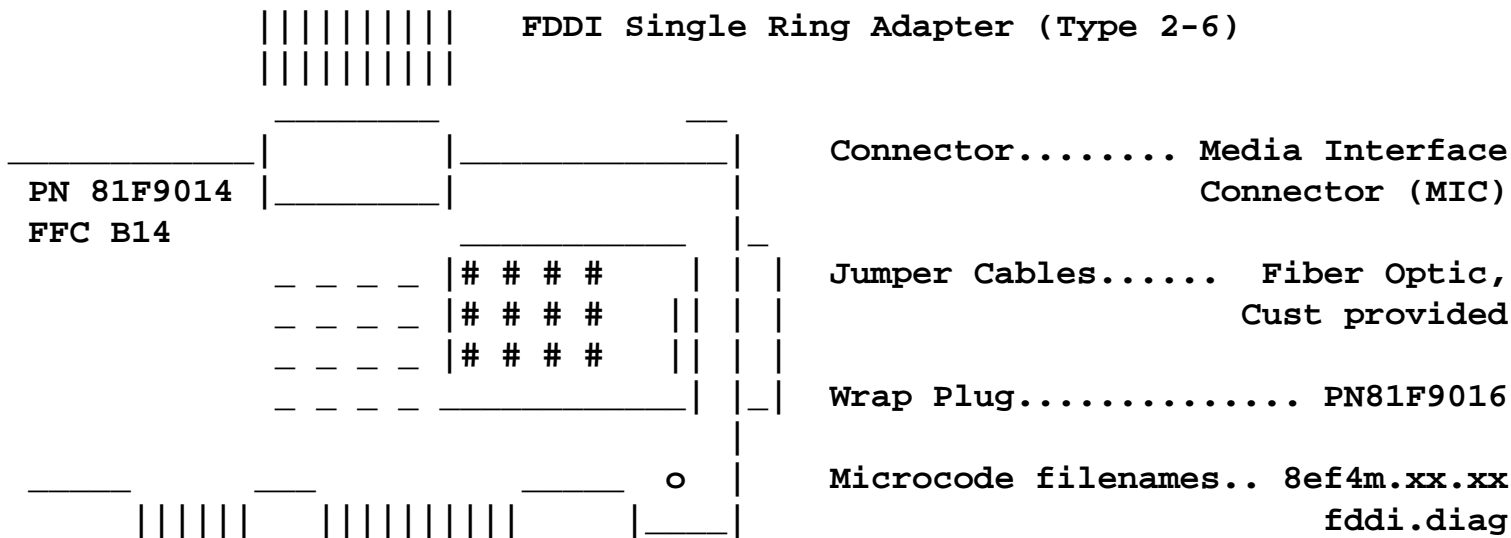 FDDI Single Ring Adapter (Type 2-6)
Connector........ Media Interface
Connector (MIC)
PN 81F9014
FFC B14
Jumper Cables...... Fiber Optic,
Cust provided
# # # #
# # # #
# # # #
Wrap Plug.............. PN81F9016
o
Microcode filenames.. 8ef4m.xx.xx
fddi.diag